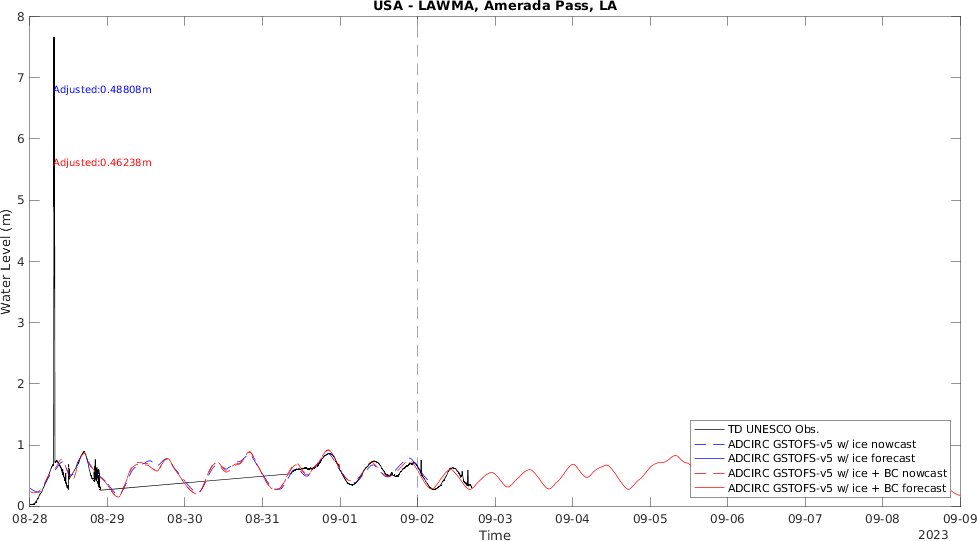 USA - LAWMA, Amerada Pass, LA
8
7
6
5
4
3
2
1
0
Water Level (m)
Adjusted:0.48808m
Adjusted:0.46238m
TD UNESCO Obs.
ADCIRC GSTOFS-v5 w/ ice nowcast
ADCIRC GSTOFS-v5 w/ ice forecast
ADCIRC GSTOFS-v5 w/ ice + BC nowcast
ADCIRC GSTOFS-v5 w/ ice + BC forecast
08-28 08-29 08-30 08-31 09-01 09-02 09-03 09-04 09-05 09-06 09-07 09-08 09-09
Time
2023